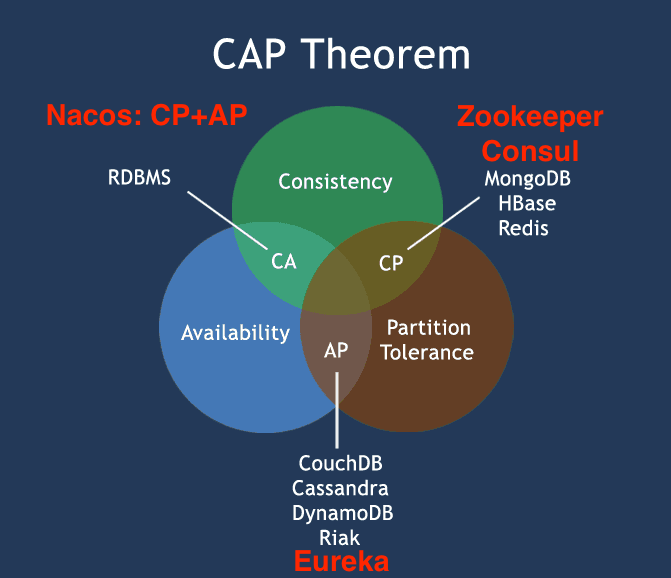 CAP Theorem
Nacos: CP+AP
Zookeeper
Consul
RDBMS
Consistency
MongoDB
HBase
Redis
CA
CP
Availability
Partition
Tolerance
AP
CouchDB
Cassandra
DynamoDB
Riak
Eureka